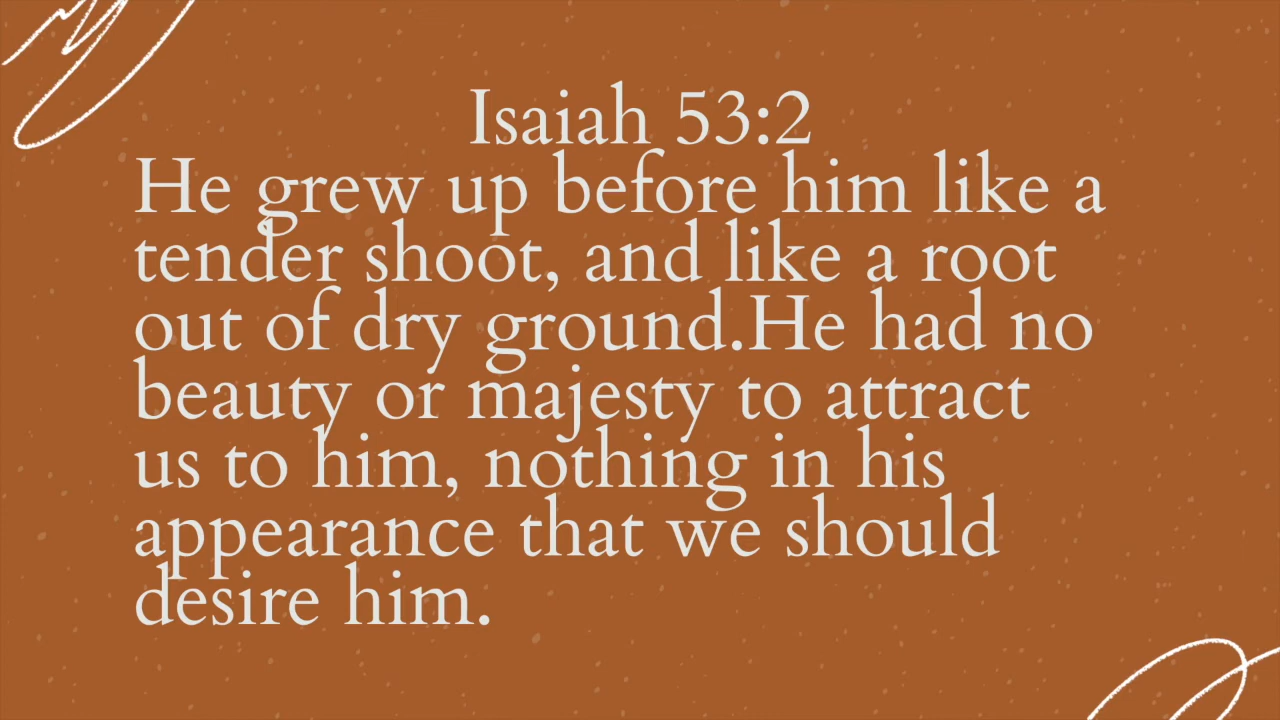 Isaiah 53:2
He grew up before him like a
tender shoot, and like a root
out of dry ground.He had no
beauty or majesty to attract
us to him, nothing in his
appearance that we should
desire him.